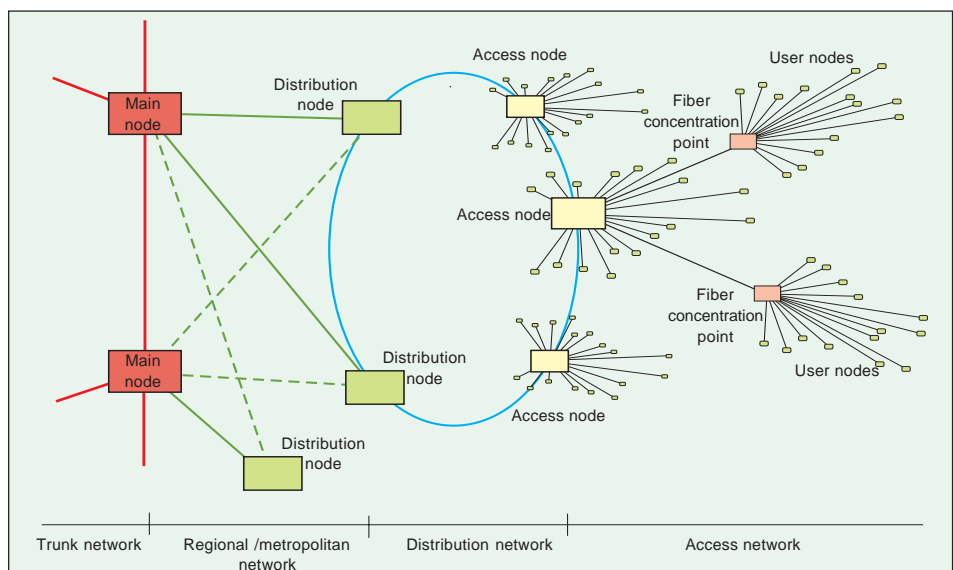 Access node
User nodes
Distribution
node
Main
node
Fiber
concentration
point
Access node
Fiber
concentration
point
Main
node
Distribution
node
User nodes
Access node
Distribution
node
Trunk network
Regional /metropolitan
network
Distribution network
Access network